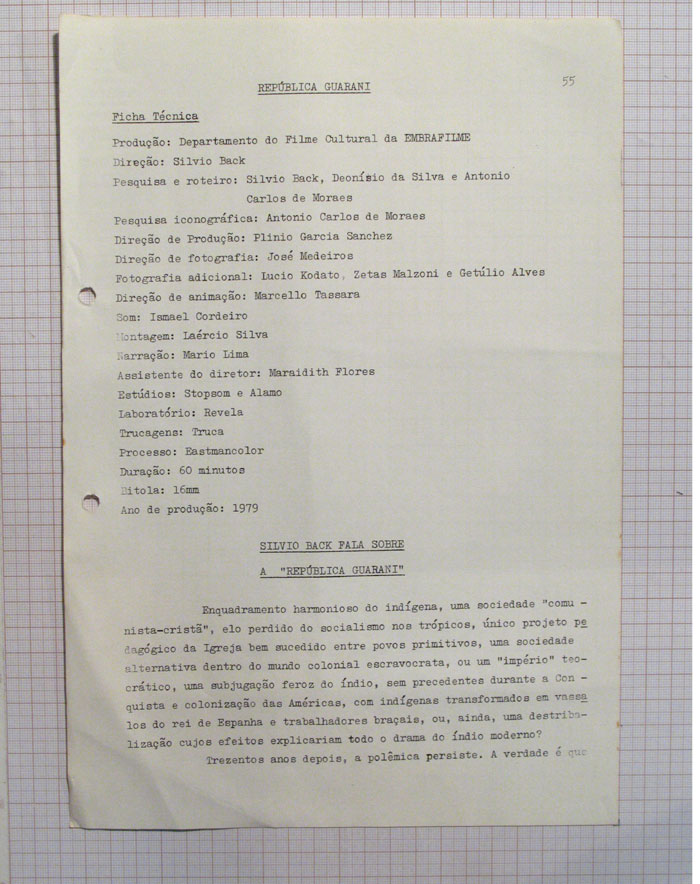 REPÚBLICA GUARANI
55
Ficha Técnica
Produção: Departamento do Filme Cultural da EMBRAFILME
Direção: Silvio Back
Pesquisa e roteiro: Silvio Back, Deonísio da Silva e Antonio
Carlos de Moraes
Pesquisa iconográfica: Antonio Carlos de Moraes
Direção de Produção: Plinio Garcia Sanchez
Direção de fotografia: José Medeiros
Fotografia adicional: Lucio Kodato, Zetas Malzoni e Getúlio Alves
Direção de animação: Marcello Tassara
Som: Ismael Cordeiro
Montagem: Laércio Silva
Narração: Mario Lima
Assistente do diretor: Maraidith Flores
Estúdios: Stopsom e Alamo
Laboratório: Revela
Trucagens: Truca
Processo: Eastmancolor
Duração: 60 minutos
Bitola: 16mm
Ano de produção: 1979
SILVIO BACK FALA SOBRE
A "REPÚBLICA GUARANI"
Enquadramento harmonioso do indígena, uma sociedade "comu -
nista-cristã", elo perdido do socialismo nos trópicos, único projeto pe
dagógico da Igreja bem sucedido entre povos primitivos, uma sociedade
alternativa dentro do mundo colonial escravocrata, ou um "império" teo-
crático, uma subjugação feroz do índio, sem precedentes durante a Con -
quista e colonização das Américas, com indígenas transformados em vassa
los do rei de Espanha e trabalhadores braçais, ou, ainda, uma destriba-
lização cujos efeitos explicariam todo o drama do índio moderno?
Trezentos anos depois, a polêmica persiste. A verdade é que